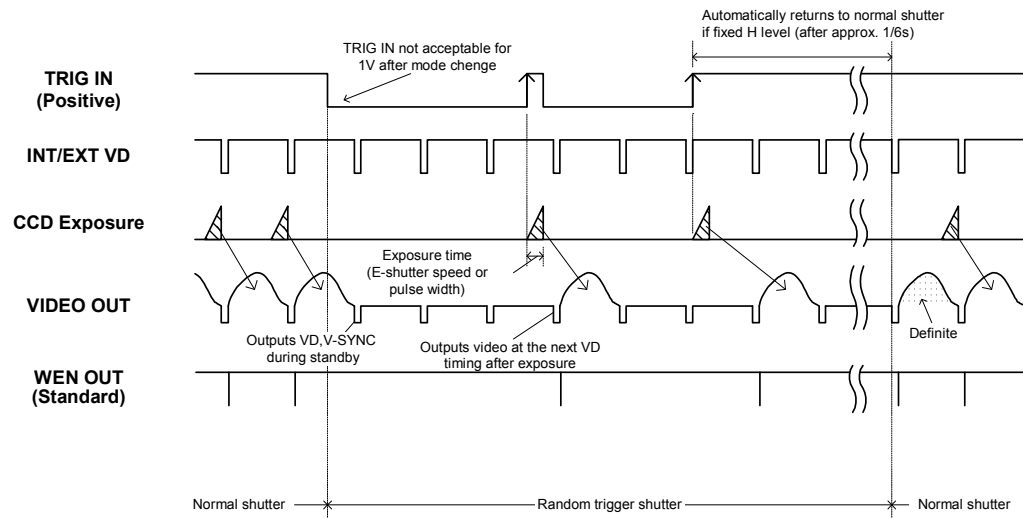 Automatically returns to normal shutter
if fixed H level (after approx. 1/6s)
TRIG IN not acceptable for
1V after mode chenge
TRIG IN
(Positive)
INT/EXT VD
CCD Exposure
Exposure time
(E-shutter speed or
pulse width)
VIDEO OUT
Outputs VD,V-SYNC
during standby
Outputs video at the next VD
timing after exposure
Definite
WEN OUT
(Standard)
Normal shutter
Random trigger shutter
Normal shutter